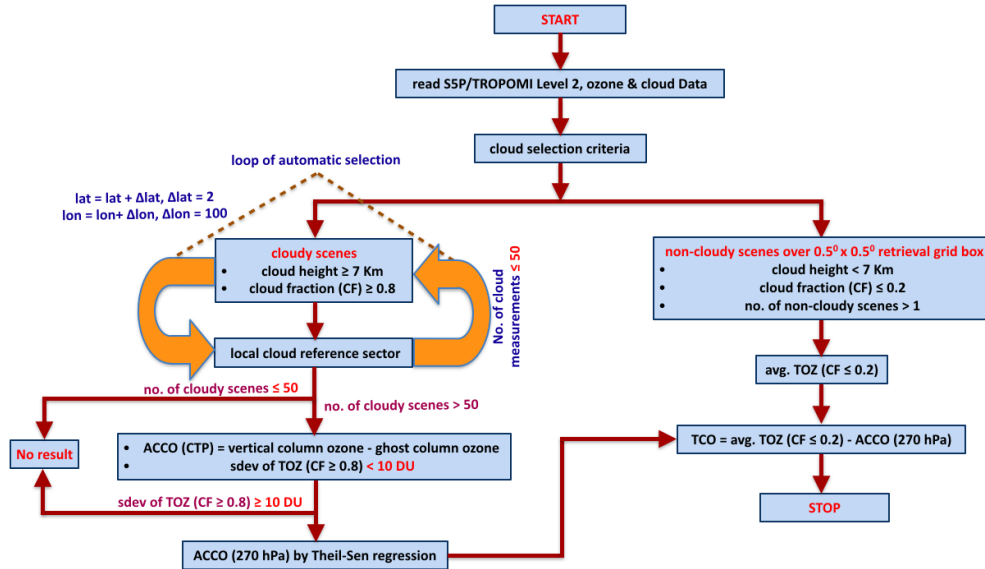 START
read S5P/TROPOMI Level 2, ozone & cloud Data
cloud selection criteria
loop of automatic selection
lat = lat + Δlat, Δlat = 2
lon = lon+ Δlon, Δlon = 100
cloudy scenes
• cloud height ≥ 7 Km
• cloud fraction (CF) ≥ 0.8
No. of cloud
measurements ≤ 50
local cloud reference sector
non-cloudy scenes over 0.5⁰ x 0.5⁰ retrieval grid box
• cloud height < 7 Km
• cloud fraction (CF) ≤ 0.2
• no. of non-cloudy scenes > 1
avg. TOZ (CF ≤ 0.2)
no. of cloudy scenes ≤ 50
no. of cloudy scenes > 50
No result
• ACCO (CTP) = vertical column ozone - ghost column ozone
• sdev of TOZ (CF ≥ 0.8) < 10 DU
TCO = avg. TOZ (CF ≤ 0.2) - ACCO (270 hPa)
sdev of TOZ (CF ≥ 0.8) ≥ 10 DU
STOP
ACCO (270 hPa) by Theil-Sen regression